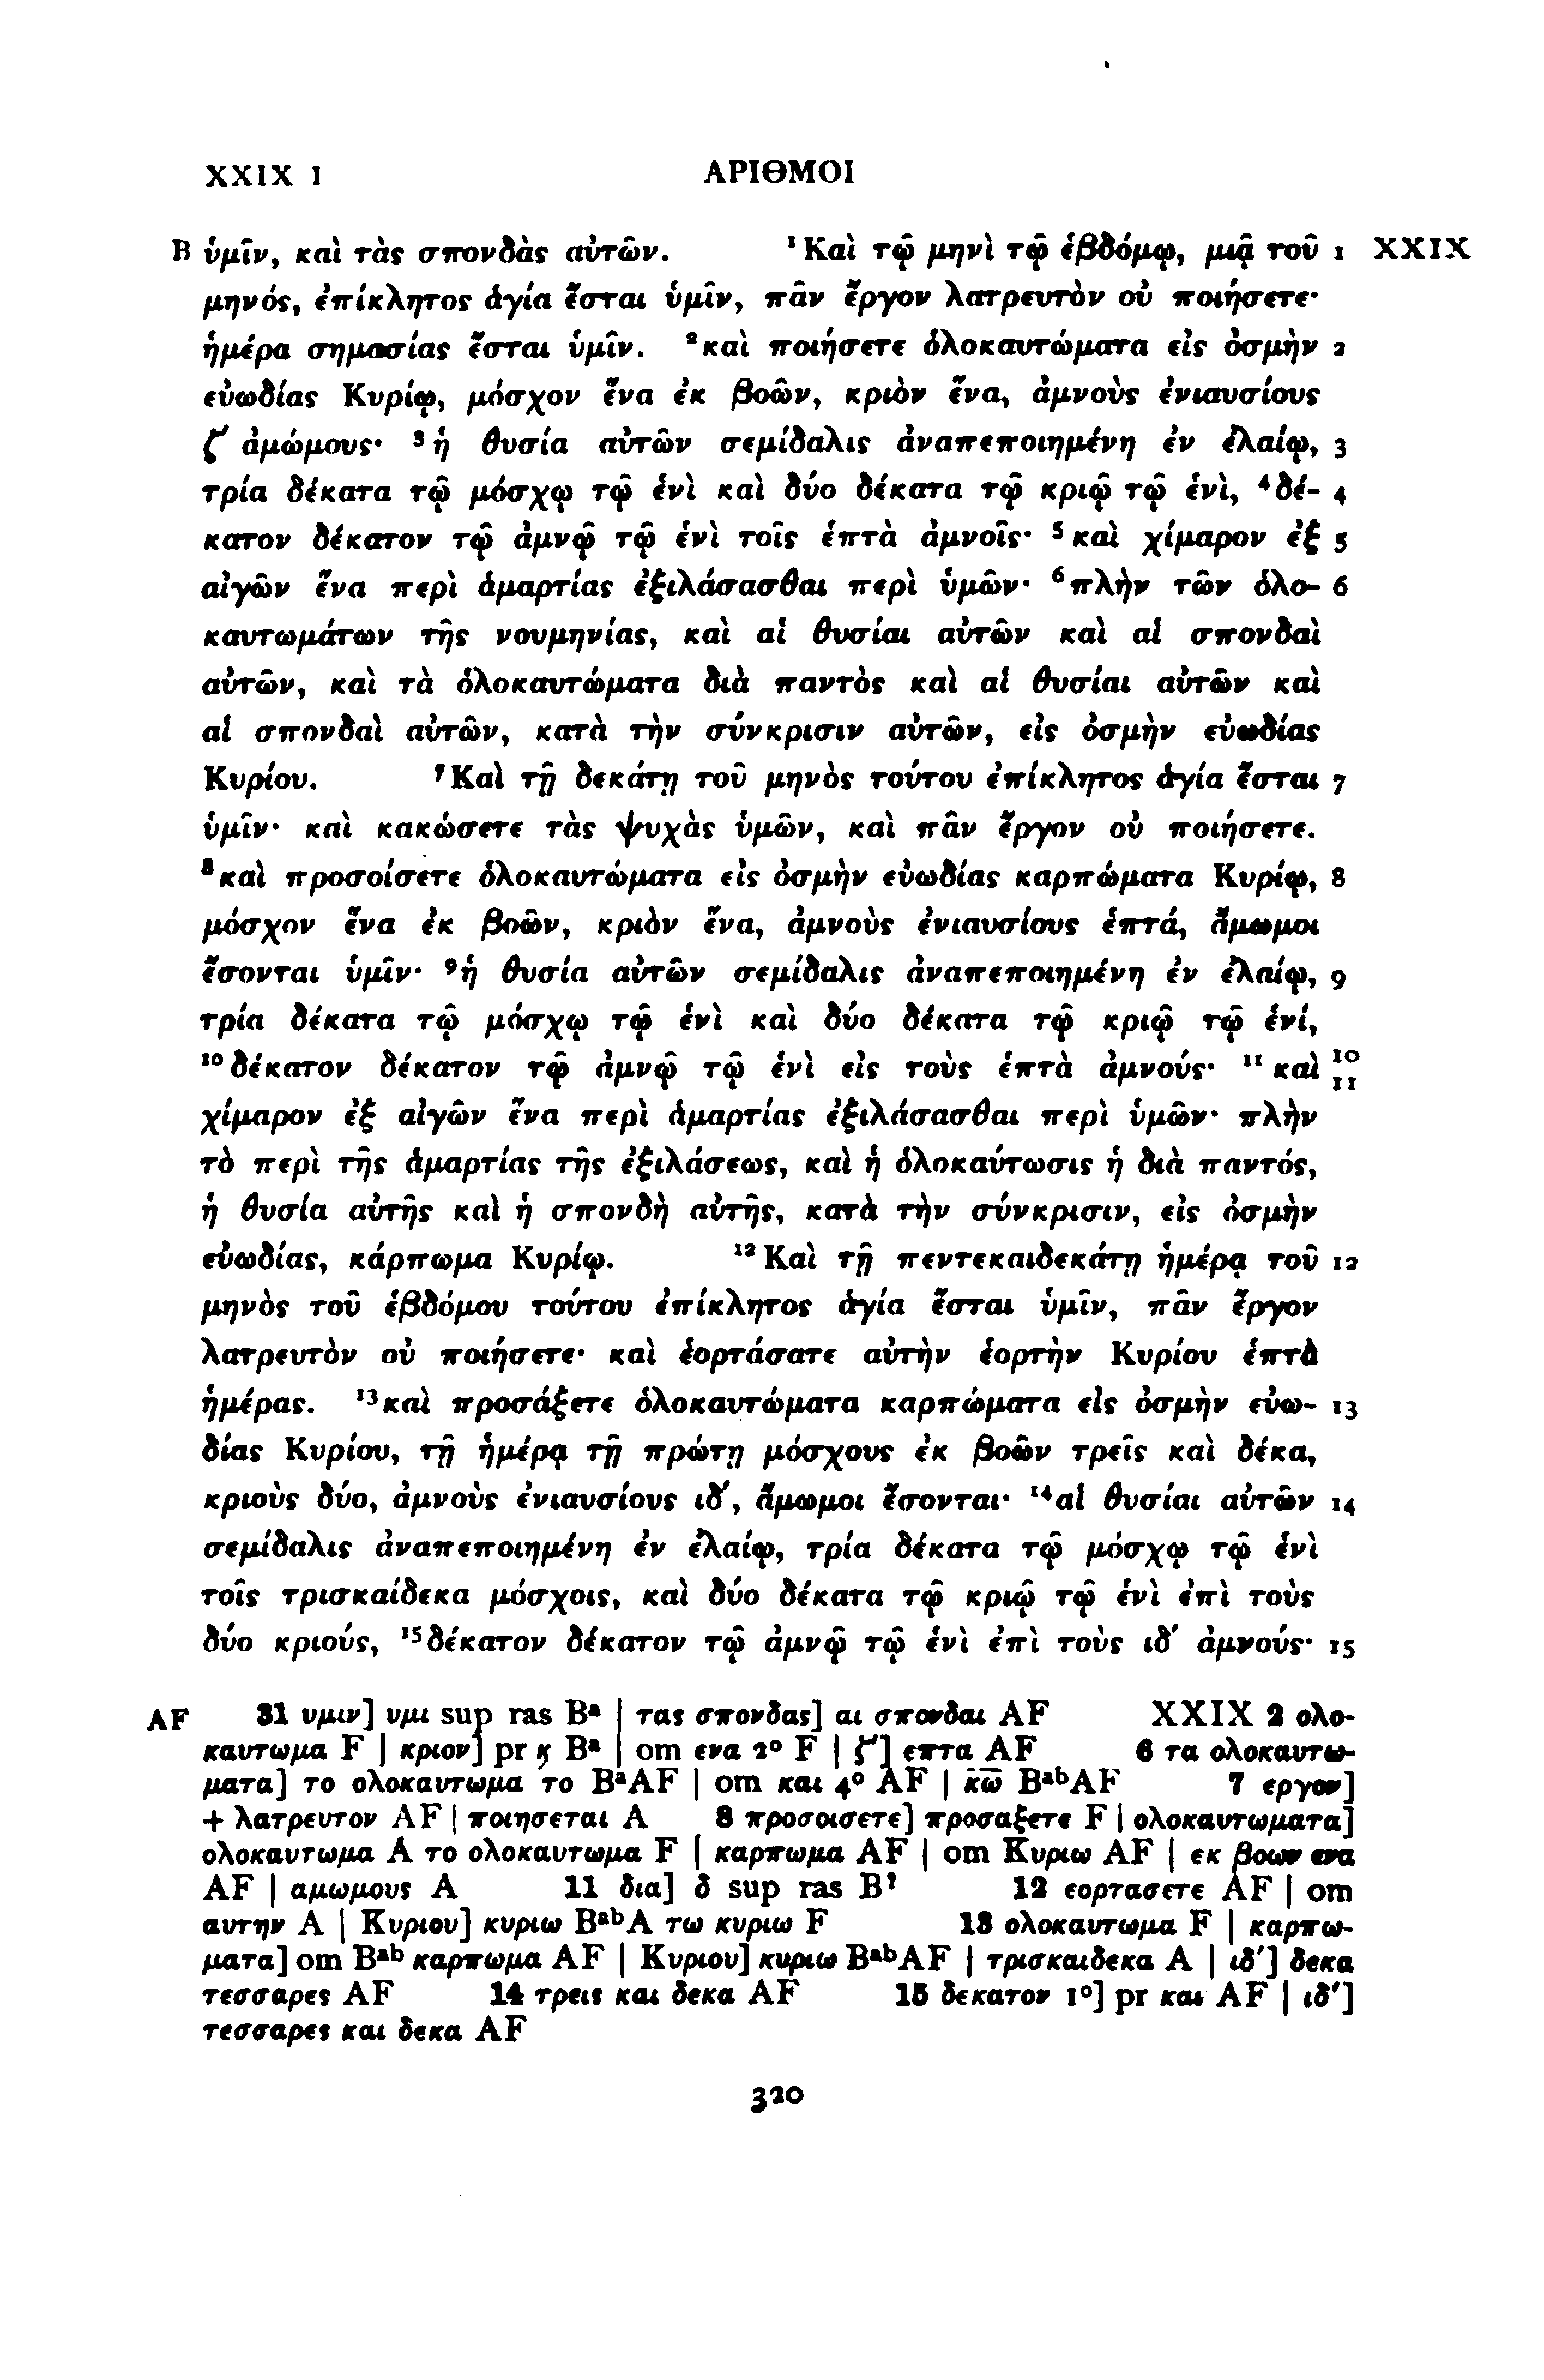 XXIX 1 ΑΡΙΘΜΟΙ
B ὑμῖν, καὶ τὰς σπονδὰς αὐτῶν. ¹Καὶ τῷ μηνὶ τῷ ἑβδόμῳ, μιᾷ τοῦ 1 XXIX
μηνός, ἐπίκλητος ἁγία ἔσται ὑμῖν, πᾶν ἔργον λατρευτὸν οὐ ποιήσετε·
ἡμέρα σημασίας ἔσται ὑμῖν. ²καὶ ποιήσετε ὁλοκαυτώματα εἰς ὀσμὴν 2
εὐωδίας Κυρίῳ, μόσχον ἕνα ἐκ βοῶν, κριὸν ἕνα, ἀμνοὺς ἐνιαυσίους
ζʹ ἀμώμους· ³ἡ θυσία αὐτῶν σεμίδαλις ἀναπεποιημένη ἐν ἐλαίῳ, 3
τρία δέκατα τῷ μόσχῳ τῷ ἑνὶ καὶ δύο δέκατα τῷ κριῷ τῷ ἑνὶ, ⁴δέ- 4
κατον δέκατον τῷ ἀμνῷ τῷ ἑνὶ τοῖς ἑπτὰ ἀμνοῖς· ⁵καὶ χίμαρον ἐξ 5
αἰγῶν ἕνα περὶ ἁμαρτίας ἐξιλάσασθαι περὶ ὑμῶν· ⁶πλὴν τῶν ὁλο- 6
καυτωμάτων τῆς νουμηνίας, καὶ αἱ θυσίαι αὐτῶν καὶ αἱ σπονδαὶ
αὐτῶν, καὶ τὰ ὁλοκαυτώματα διὰ παντὸς καὶ αἱ θυσίαι αὐτῶν καὶ
αἱ σπονδαὶ αὐτῶν, κατὰ τὴν σύνκρισιν αὐτῶν, εἰς ὀσμὴν εὐωδίας
Κυρίου. ⁷Καὶ τῇ δεκάτῃ τοῦ μηνὸς τούτου ἐπίκλητος ἁγία ἔσται 7
ὑμῖν· καὶ κακώσετε τὰς ψυχὰς ὑμῶν, καὶ πᾶν ἔργον οὐ ποιήσετε.
⁸καὶ προσοίσετε ὁλοκαυτώματα εἰς ὀσμὴν εὐωδίας καρπώματα Κυρίῳ, 8
μόσχον ἕνα ἐκ βοῶν, κριὸν ἕνα, ἀμνοὺς ἐνιαυσίους ἑπτά, ἄμωμοι
ἔσονται ὑμῖν· ⁹ἡ θυσία αὐτῶν σεμίδαλις ἀναπεποιημένη ἐν ἐλαίῳ, 9
τρία δέκατα τῷ μόσχῳ τῷ ἑνὶ καὶ δύο δέκατα τῷ κριῷ τῷ ἑνί,
¹⁰δέκατον δέκατον τῷ ἀμνῷ τῷ ἑνὶ εἰς τοὺς ἑπτὰ ἀμνούς· ¹¹καὶ 10 11
χίμαρον ἐξ αἰγῶν ἕνα περὶ ἁμαρτίας ἐξιλάσασθαι περὶ ὑμῶν· πλὴν
τὸ περὶ τῆς ἁμαρτίας τῆς ἐξιλάσεως, καὶ ἡ ὁλοκαύτωσις ἡ διὰ παντός,
ἡ θυσία αὐτῆς καὶ ἡ σπονδὴ αὐτῆς, κατὰ τὴν σύνκρισιν, εἰς ὀσμὴν
εὐωδίας, κάρπωμα Κυρίῳ. ¹²Καὶ τῇ πεντεκαιδεκάτῃ ἡμέρᾳ τοῦ 12
μηνὸς τοῦ ἑβδόμου τούτου ἐπίκλητος ἁγία ἔσται ὑμῖν, πᾶν ἔργον
λατρευτὸν οὐ ποιήσετε· καὶ ἑορτάσατε αὐτὴν ἑορτὴν Κυρίου ἑπτὰ
ἡμέρας. ¹³καὶ προσάξετε ὁλοκαυτώματα καρπώματα εἰς ὀσμὴν εὐω- 13
δίας Κυρίου, τῇ ἡμέρᾳ τῇ πρώτῃ μόσχους ἐκ βοῶν τρεῖς καὶ δέκα,
κριοὺς δύο, ἀμνοὺς ἐνιαυσίους ιδʹ, ἄμωμοι ἔσονται· ¹⁴αἱ θυσίαι αὐτῶν 14
σεμίδαλις ἀναπεποιημένη ἐν ἐλαίῳ, τρία δέκατα τῷ μόσχῳ τῷ ἑνὶ
τοῖς τρισκαίδεκα μόσχοις, καὶ δύο δέκατα τῷ κριῷ τῷ ἑνὶ ἐπὶ τοὺς
δύο κριούς, ¹⁵δέκατον δέκατον τῷ ἀμνῷ τῷ ἑνὶ ἐπὶ τοὺς ιδʹ ἀμνούς· 15
AF 31 υμιν] υμι sup ras Bᵃ | τας σπονδας] αι σπονδαι AF XXIX 2 ολο-
καυτωμα F | κριον] pr ϗ Bᵃ | om ενα 2° F | ζʹ] επτα AF 6 τα ολοκαυτω-
ματα] το ολοκαυτωμα το BᵃAF | om και 4° AF | κ̅ω̅ BᵃᵇAF 7 εργον]
+ λατρευτον AF | ποιησεται A 8 προσοισετε] προσαξετε F | ολοκαυτωματα]
ολοκαυτωμα A το ολοκαυτωμα F | καρπωμα AF | om Κυριω AF | εκ βοων ενα
AF | αμωμους A 11 δια] δ sup ras B? 12 εορτασετε AF | om
αυτην A | Κυριου] κυριω BᵃᵇA τω κυριω F 13 ολοκαυτωμα F | καρπω-
ματα] om Bᵃᵇ καρπωμα AF | Κυριου] κυριω BᵃᵇAF | τρισκαιδεκα A | ιδʹ] δεκα
τεσσαρες AF 14 τρεις και δεκα AF 15 δεκατον 1°] pr και AF | ιδʹ]
τεσσαρες και δεκα AF
320